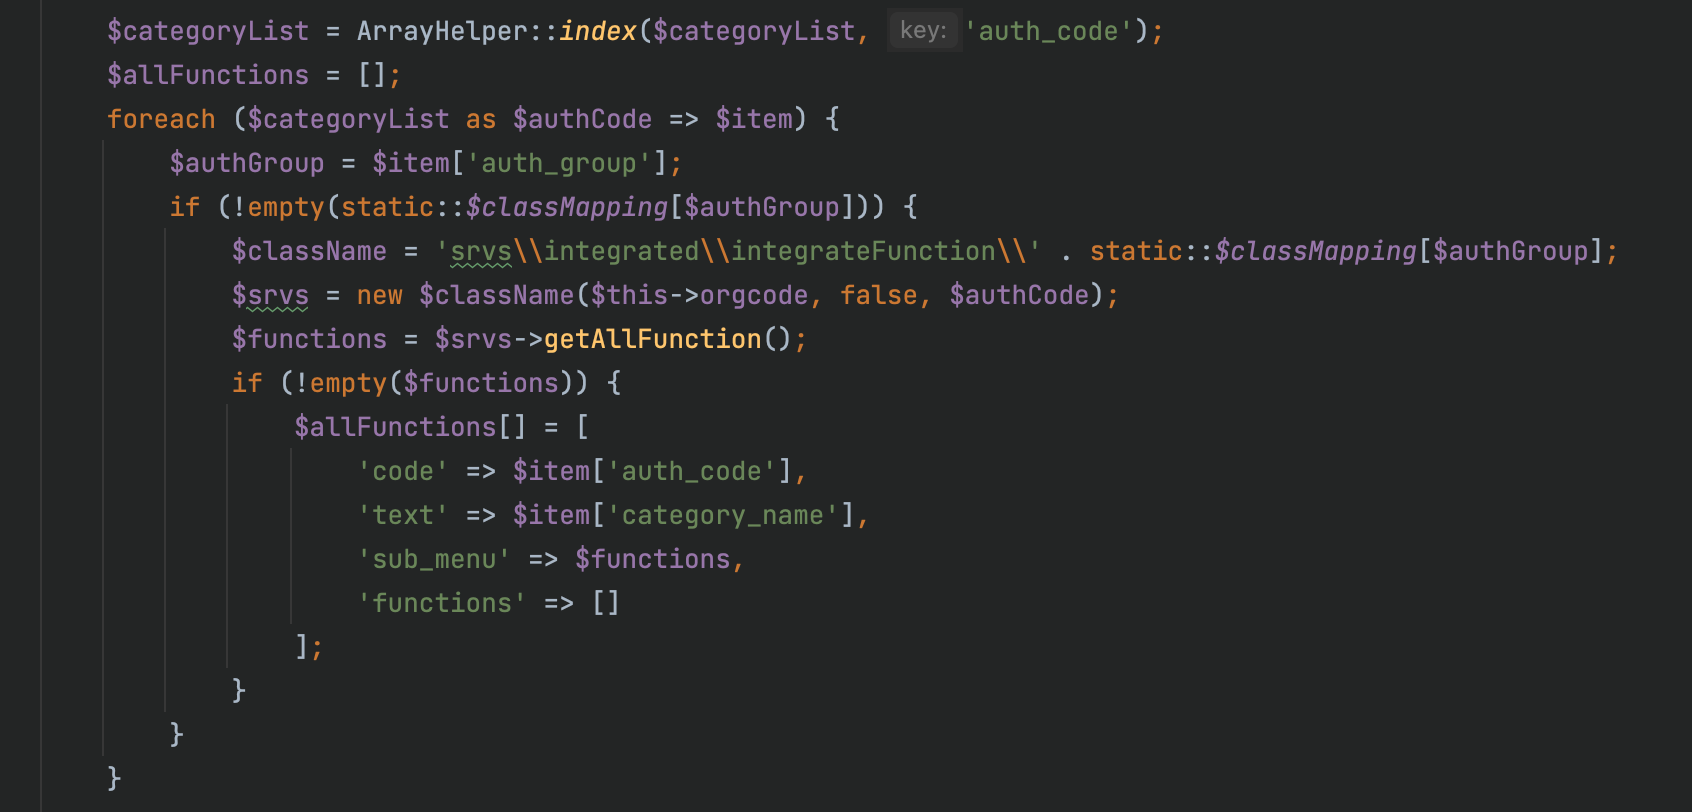 $categoryList = ArrayHelper::index($categoryList, key: 'auth_code');
$allFunctions = [];
foreach ($categoryList as $authCode => $item) {
$authGroup = $item['auth_group'];
if (!empty(static::$classMapping[$authGroup])) {
$className = 'srvs\\integrated\\integrateFunction\\' . static::$classMapping[$authGroup];
$srvs = new $className($this->orgcode, false, $authCode);
$functions = $srvs->getAllFunction();
if (!empty($functions)) {
$allFunctions[] = [
'code' => $item['auth_code'],
'text' => $item['category_name'],
'sub_menu' => $functions,
'functions' => []
];
}
}
}